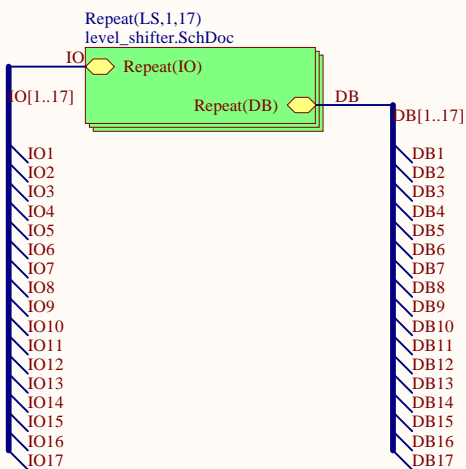 Repeat(LS,1,17)
level_shifter.SchDoc
IO
Repeat(IO)
IO[1..17]
Repeat(DB)
DB
DB[1..17]
IO1
IO2
IO3
IO4
IO5
IO6
IO7
IO8
IO9
IO10
IO11
IO12
IO13
IO14
IO15
IO16
IO17
DB1
DB2
DB3
DB4
DB5
DB6
DB7
DB8
DB9
DB10
DB11
DB12
DB13
DB14
DB15
DB16
DB17